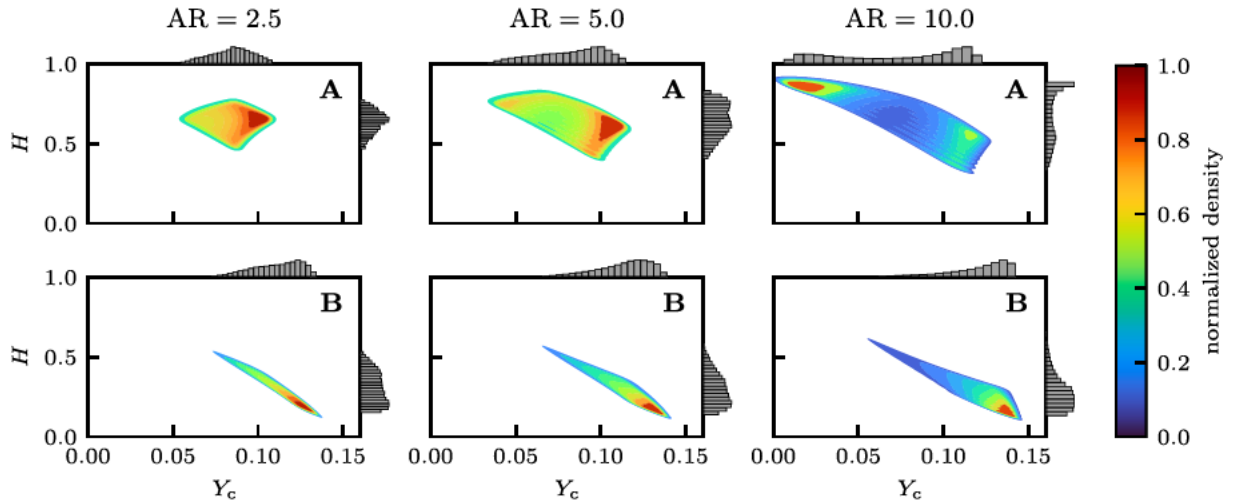 AR = 2.5 AR = 5.0 AR = 10.0
1.0 A A A 1.0
H 0.5 0.8
0.0 0.6
1.0 B B B 0.4
H 0.5 0.2
0.0 0.0
normalized density
0.00 0.05 0.10 0.15 0.00 0.05 0.10 0.15 0.00 0.05 0.10 0.15
Yc Yc Yc